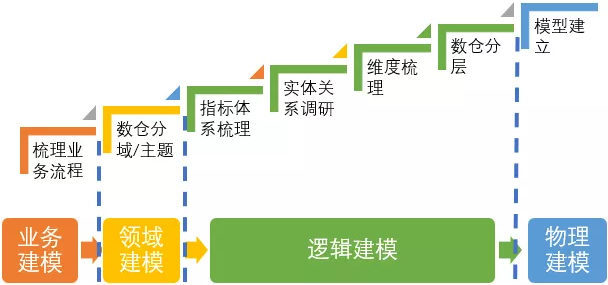 梳理业
务流程
数仓分
域/主题
指标体
系梳理
实体关
系调研
维度梳
理
数仓分
层
模型建
立
业务
建模
领域
建模
逻辑建模
物理
建模